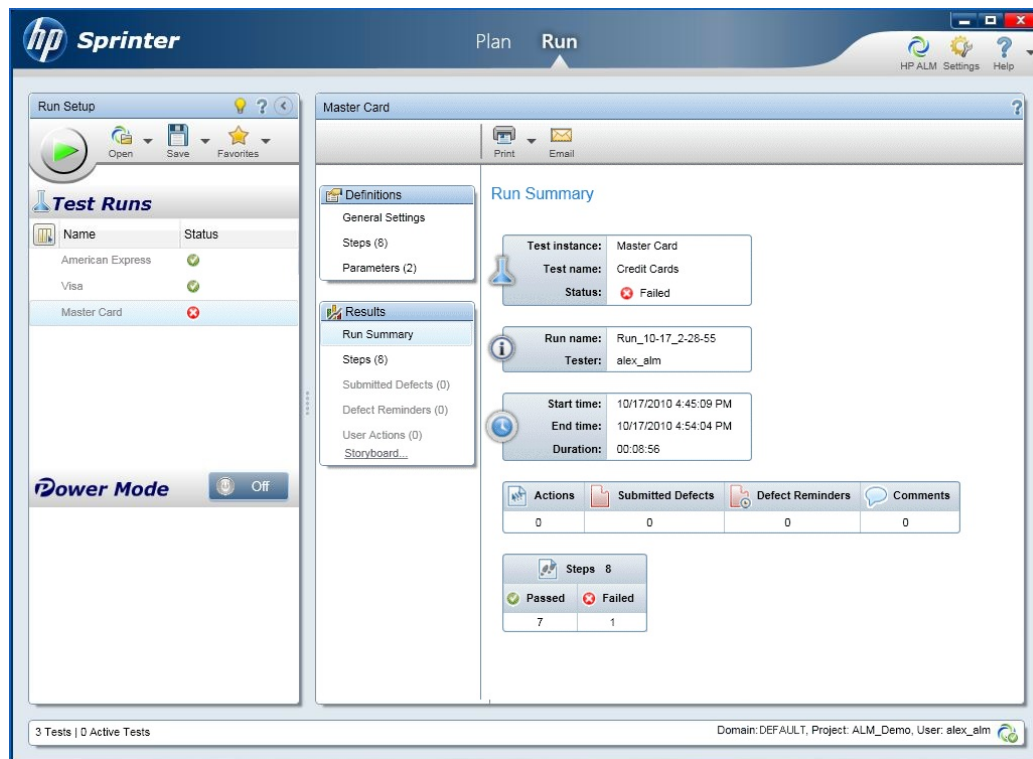 hp Sprinter
Plan Run
HP ALM Settings Help
Run Setup
?
Open Save Favorites
Test Runs
Name Status
American Express
Visa
Master Card
Power Mode Off
Master Card
?
Print Email
Definitions
General Settings
Steps (8)
Parameters (2)
Results
Run Summary
Steps (8)
Submitted Defects (0)
Defect Reminders (0)
User Actions (0)
Storyboard...
Run Summary
Test instance: Master Card
Test name: Credit Cards
Status: Failed
Run name: Run_10-17_2-28-55
Tester: alex_alm
Start time: 10/17/2010 4:45:09 PM
End time: 10/17/2010 4:54:04 PM
Duration: 00:08:56
Actions Submitted Defects Defect Reminders Comments
0 0 0 0
Steps 8
Passed Failed
7 1
3 Tests | 0 Active Tests
Domain: DEFAULT, Project: ALM_Demo, User: alex_alm